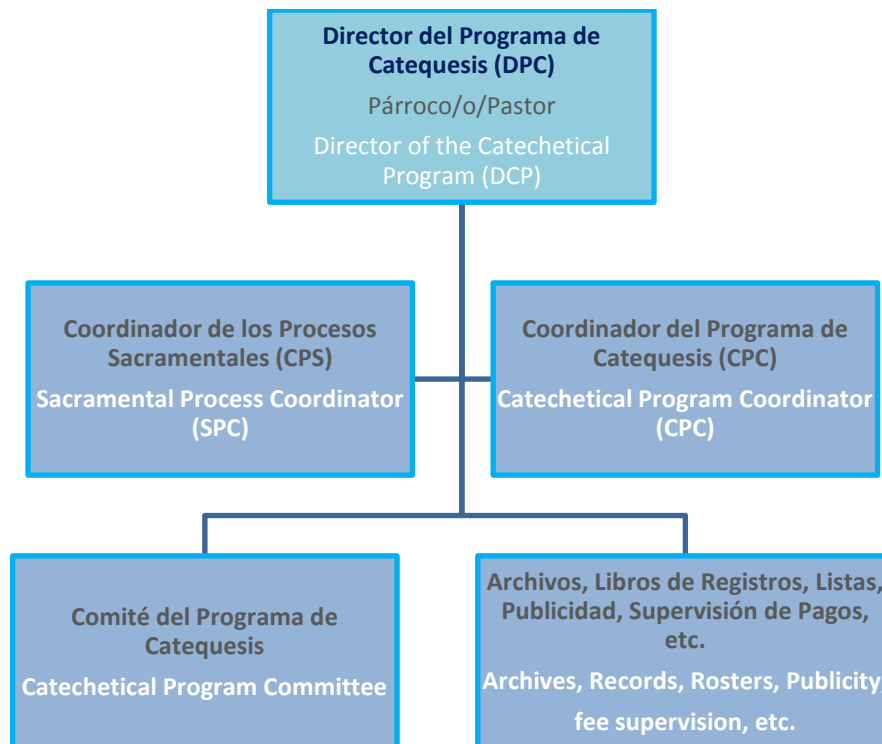 Director del Programa de
Catequesis (DPC)
Párroco/o/Pastor
Director of the Catechetical
Program (DCP)
Coordinador de los Procesos
Sacramentales (CPS)
Sacramental Process Coordinator
(SPC)
Coordinador del Programa de
Catequesis (CPC)
Catechetical Program Coordinator
(CPC)
Comité del Programa de
Catequesis
Catechetical Program Committee
Archivos, Libros de Registros, Listas,
Publicidad, Supervisión de Pagos,
etc.
Archives, Records, Rosters, Publicity,
fee supervision, etc.